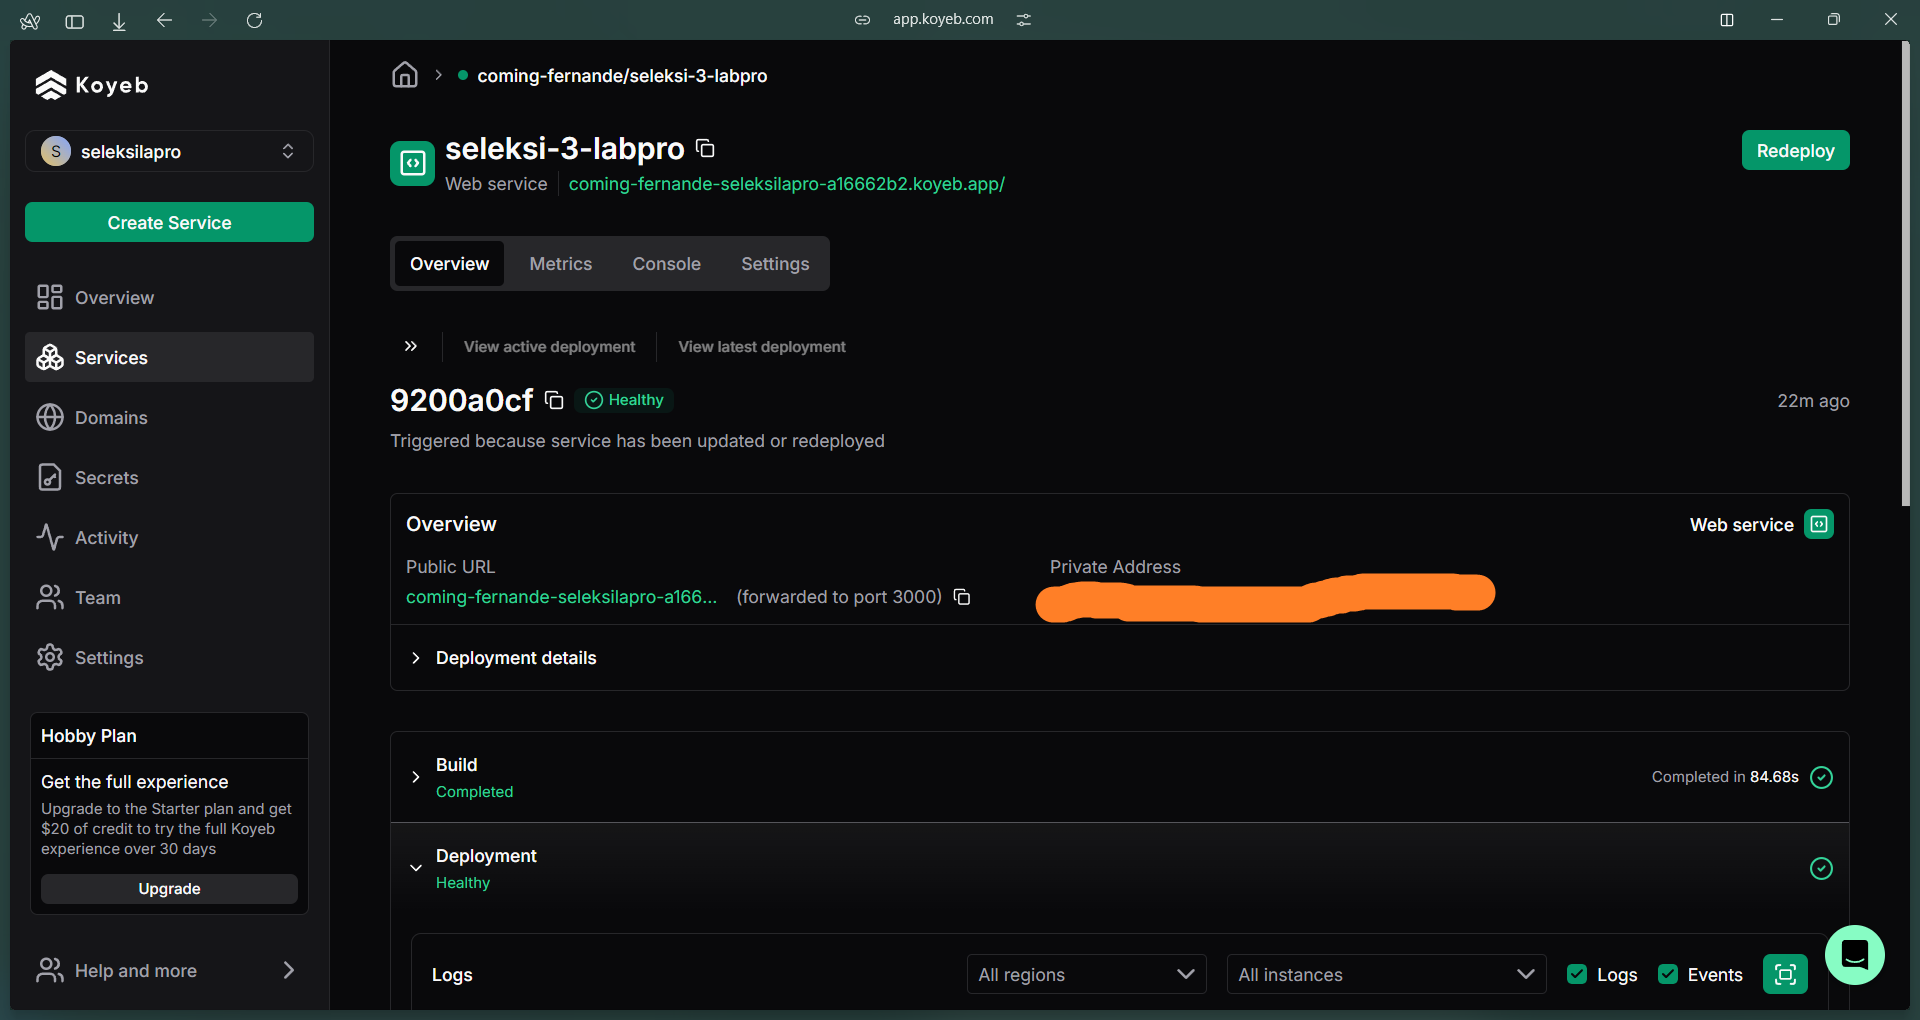 app.koyeb.com
Koyeb
coming-fernande/seleksi-3-labpro
S seleksilapro
seleksi-3-labpro
Web service
coming-fernande-seleksilapro-a16662b2.koyeb.app/
Redeploy
Create Service
Overview
Services
Domains
Secrets
Activity
Team
Settings
Hobby Plan
Get the full experience
Upgrade to the Starter plan and get
$20 of credit to try the full Koyeb
experience over 30 days
Upgrade
Help and more
Overview
Metrics
Console
Settings
View active deployment
View latest deployment
9200a0cf
Healthy
22m ago
Triggered because service has been updated or redeployed
Overview
Web service
Public URL
coming-fernande-seleksilapro-a166... (forwarded to port 3000)
Private Address
Deployment details
Build
Completed
Completed in 84.68s
Deployment
Healthy
Logs
All regions
All instances
Logs
Events